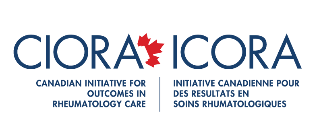 CIORA ICORA
CANADIAN INITIATIVE FOR
OUTCOMES IN
RHEUMATOLOGY CARE
INITIATIVE CANADIENNE POUR
DES RESULTATS EN
SOINS RHUMATOLOGIQUES